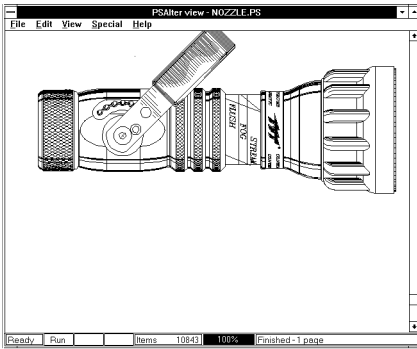 PSAlter view - NOZZLE.PS
File Edit View Special Help
FLUSH
FOG
STREAM
Ready Run Items 10843 100% Finished - 1 page